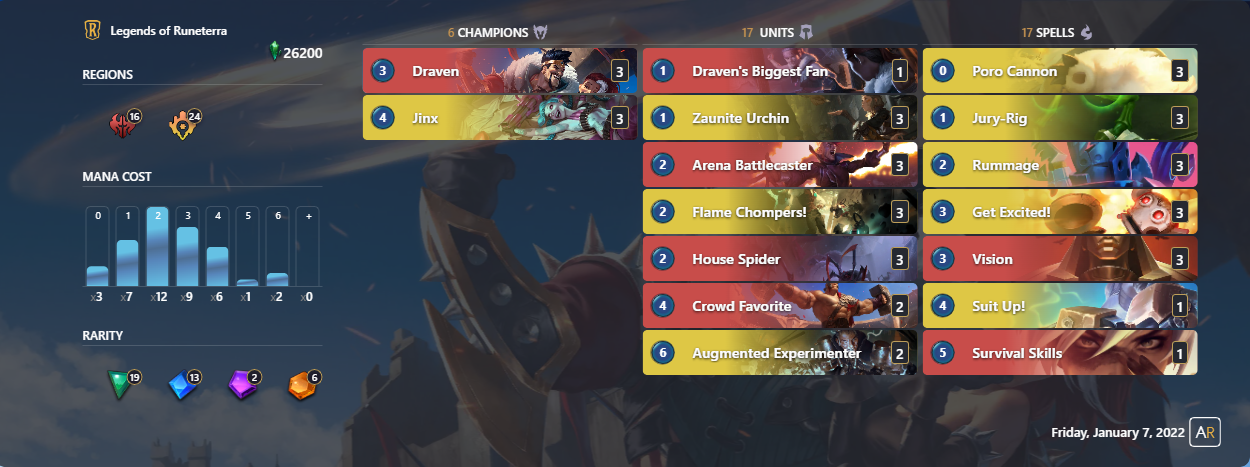 Legends of Runeterra
26200
REGIONS
16 24
MANA COST
0 1 2 3 4 5 6 +
x3 x7 x12 x9 x6 x1 x2 x0
RARITY
19 13 2 6
6 CHAMPIONS
3 Draven 3
4 Jinx 3
17 UNITS
1 Draven's Biggest Fan 1
1 Zaunite Urchin 3
2 Arena Battlecaster 3
2 Flame Chompers! 3
2 House Spider 3
4 Crowd Favorite 2
6 Augmented Experimenter 2
17 SPELLS
0 Poro Cannon 3
1 Jury-Rig 3
2 Rummage 3
3 Get Excited! 3
3 Vision 3
4 Suit Up! 1
5 Survival Skills 1
Friday, January 7, 2022 AR